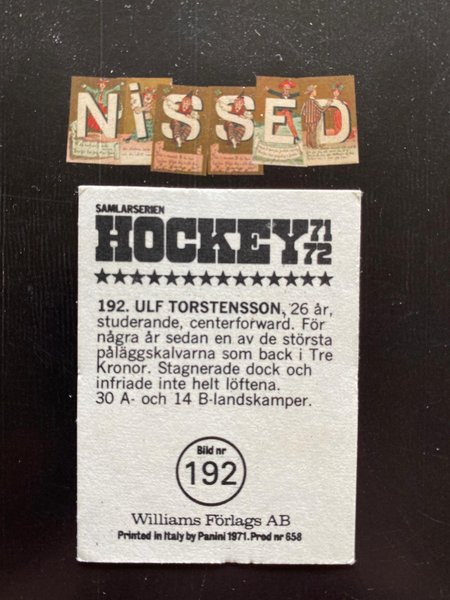 NiSSED
SAMLARSERIEN
HOCKEY 71
72
192. ULF TORSTENSSON, 26 år,
studerande, centerforward. För
några år sedan en av de största
påläggskalvarna som back i Tre
Kronor. Stagnerade dock och
infriade inte helt löftena.
30 A- och 14 B-landskamper.
Bild nr
192
Williams Förlags AB
Printed in Italy by Panini 1971. Prod nr 658